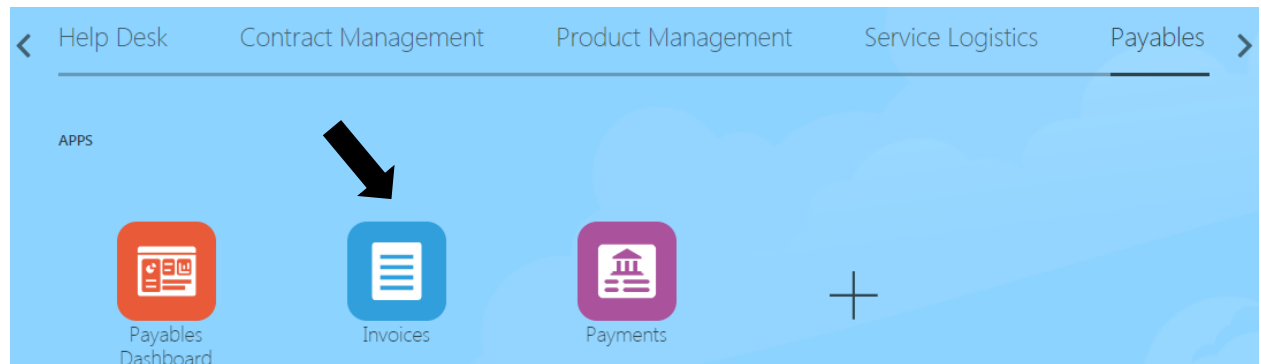 Help Desk Contract Management Product Management Service Logistics Payables
APPS
Payables Invoices Payments
Dashboard